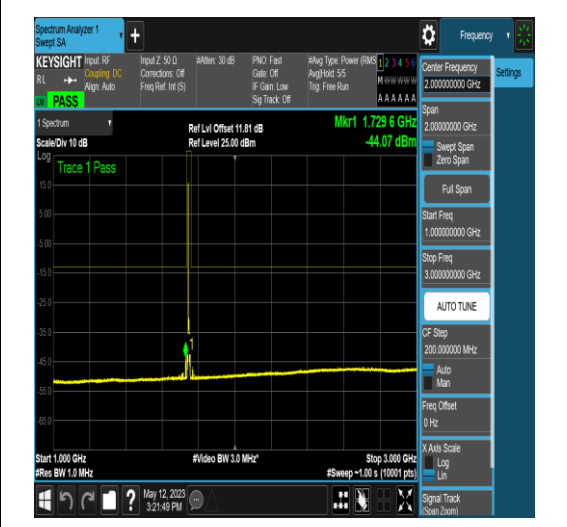 Spectrum Analyzer 1
Swept SA
Frequency
KEYSIGHT
RL
Input: RF
Coupling: DC
Align: Auto
Input Z: 50 Ω
Corrections: Off
Freq Ref: Int (S)
#Atten: 30 dB
PNO: Fast
Gate: Off
IF Gain: Low
Sig Track: Off
#Avg Type: Power (RMS
Avg|Hold: 5/5
Trig: Free Run
1 2 3 4 5 6
M W W W W W
A A A A A A
PASS
1 Spectrum
Scale/Div 10 dB
Ref Lvl Offset 11.81 dB
Ref Level 25.00 dBm
Mkr1 1.729 6 GHz
-44.07 dBm
Log
Trace 1 Pass
15.0
5.00
-5.00
-15.0
-25.0
-35.0
-45.0
-55.0
-65.0
1
Start 1.000 GHz
#Res BW 1.0 MHz
#Video BW 3.0 MHz*
Stop 3.000 GHz
#Sweep ~1.00 s (10001 pts)
Center Frequency
2.000000000 GHz
Settings
Span
2.00000000 GHz
Swept Span
Zero Span
Full Span
Start Freq
1.000000000 GHz
Stop Freq
3.000000000 GHz
AUTO TUNE
CF Step
200.000000 MHz
Auto
Man
Freq Offset
0 Hz
X Axis Scale
Log
Lin
Signal Track
(Span Zoom)
?
May 12, 2023
3:21:49 PM